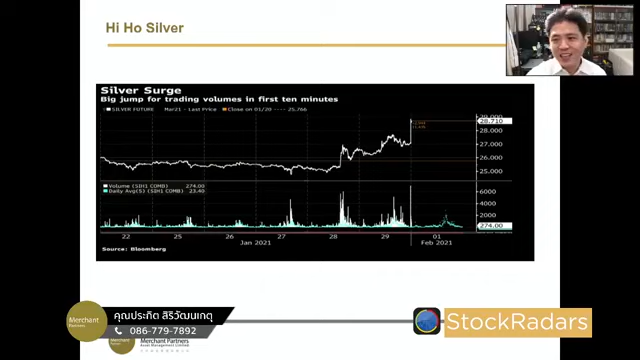 Hi Ho Silver
Silver Surge
Big jump for trading volumes in first ten minutes
SILVER FUTURE Mar21 - Last Price Close on 01/20 ---- 25.766
29.000
28.710
28.000
27.000
26.000
25.000
Volume (SIH1 COMB) 274.00
Daily Avg(5) (SIH1 COMB) 23.40
6000
4000
2000
274.00
22 25 26 27 28 29 01
Jan 2021 Feb 2021
Source: Bloomberg
Merchant
Partners
คุณประกิต สิริวัฒนเกตุ
086-779-7892
Merchant Partners
Asset Management Limited
StockRadars